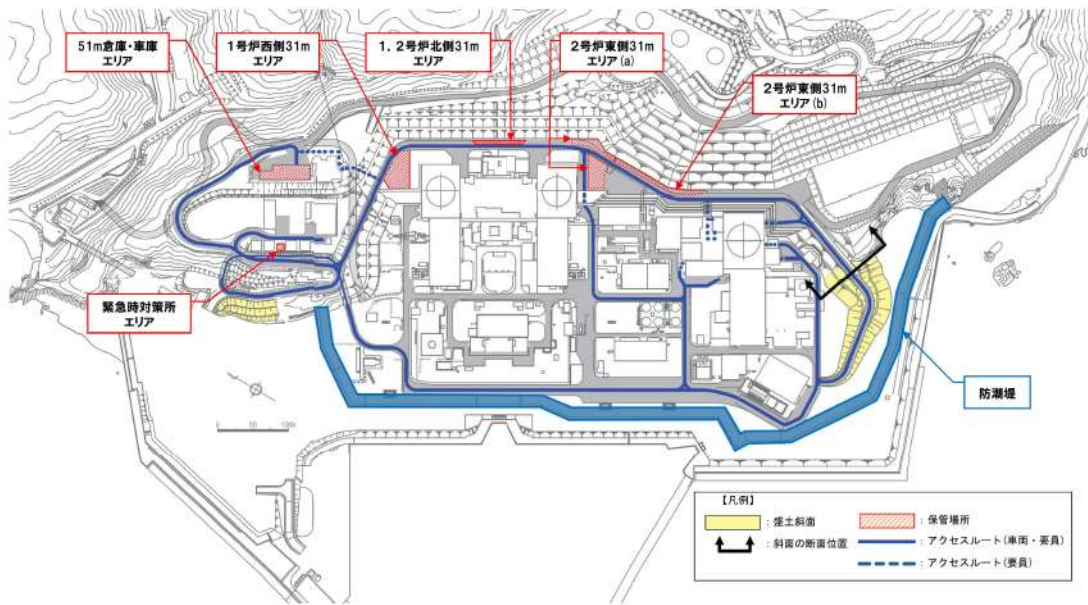 51m倉庫・車庫
エリア
1号炉西側31m
エリア
1，2号炉北側31m
エリア
2号炉東側31m
エリア(a)
2号炉東側31m
エリア(b)
緊急時対策所
エリア
防潮堤
0 50 100m
【凡例】
：盛土斜面
：保管場所
：斜面の断面位置
：アクセスルート(車両・要員)
：アクセスルート(要員)